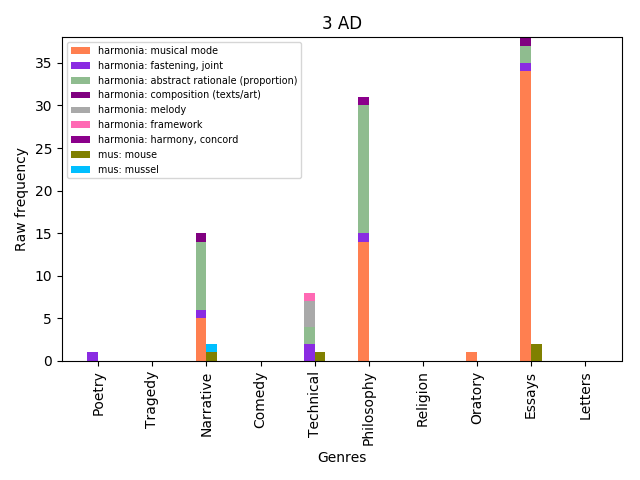 3 AD
harmonia: musical mode
harmonia: fastening, joint
harmonia: abstract rationale (proportion)
harmonia: composition (texts/art)
harmonia: melody
harmonia: framework
harmonia: harmony, concord
mus: mouse
mus: mussel
Raw frequency
35
30
25
20
15
10
5
0
Poetry
Tragedy
Narrative
Comedy
Technical
Philosophy
Religion
Oratory
Essays
Letters
Genres